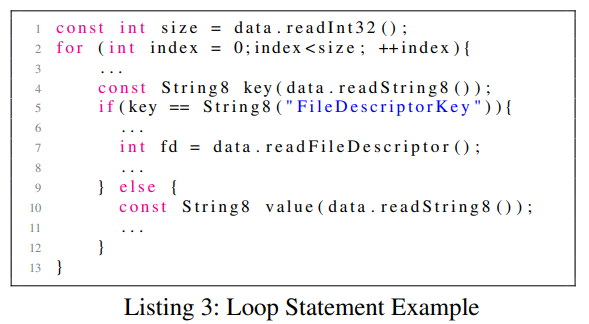 1 const int size = data.readInt32();
2 for (int index = 0;index<size; ++index){
3 ...
4 const String8 key(data.readString8());
5 if(key == String8("FileDescriptorKey")){
6 ...
7 int fd = data.readFileDescriptor();
8 ...
9 } else {
10 const String8 value(data.readString8());
11 ...
12 }
13 }
Listing 3: Loop Statement Example